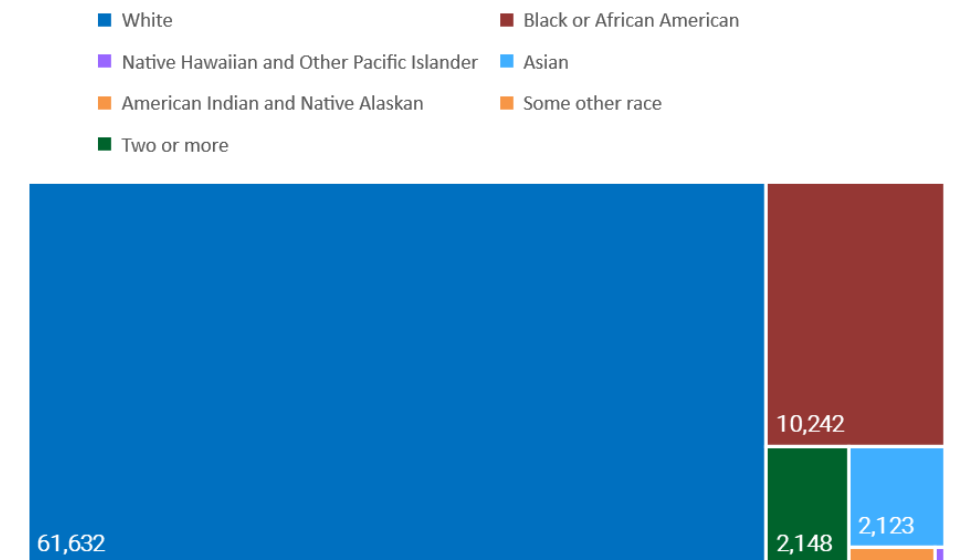 White
Black or African American
Native Hawaiian and Other Pacific Islander
Asian
American Indian and Native Alaskan
Some other race
Two or more
10,242
2,123
61,632
2,148